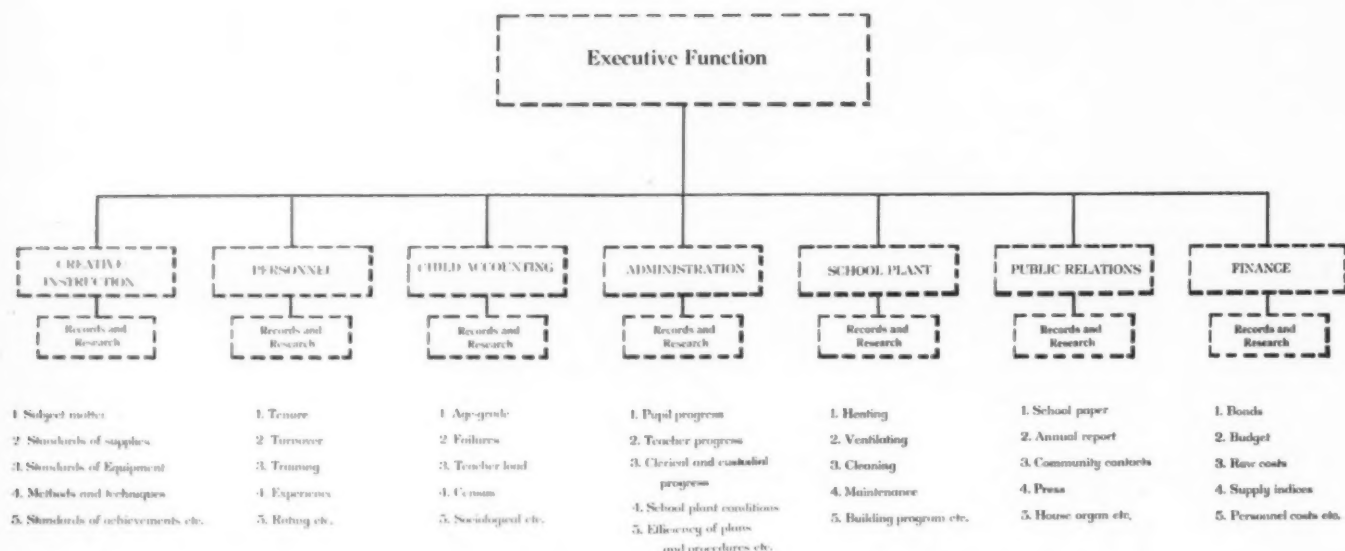 Executive Function
CREATIVE
INSTRUCTION
Records and
Research
1 Subject matter
2 Standards of supplies
3. Standards of Equipment
4. Methods and techniques
5. Standards of achievements etc.
PERSONNEL
Records and
Research
1. Tenure
2 Turnover
3. Training
4. Experience
5. Rating etc.
CHILD ACCOUNTING
Records and
Research
1. Age-grade
2 Failures
3. Teacher load
4. Census
5. Sociological etc.
ADMINISTRATION
Records and
Research
1. Pupil progress
2. Teacher progress
3. Clerical and custodial
progress
4. School plant conditions
5. Efficiency of plans
and procedures etc.
SCHOOL PLANT
Records and
Research
1. Heating
2. Ventilating
3. Cleaning
4. Maintenance
5. Building program etc.
PUBLIC RELATIONS
Records and
Research
1. School paper
2. Annual report
3. Community contacts
4. Press
5. House organ etc.
FINANCE
Records and
Research
1. Bonds
2. Budget
3. Raw costs
4. Supply indices
5. Personnel costs etc.